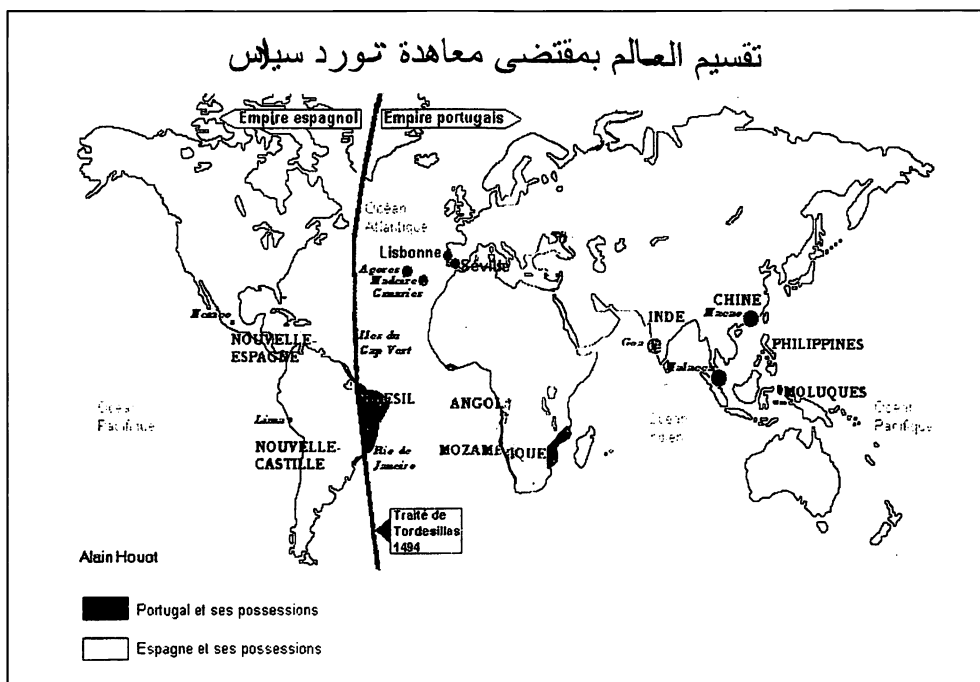 تقسيم العالم بمقتضى معاهدة تورد سيلاس
Empire espagnol
Empire portugais
Océan
Atlantique
Lisbonne
Séville
Açores
Madère
Canaries
CHINE
Macao
INDE
Goa
Mexico
NOUVELLE-
ESPAGNE
Iles du
Cap Vert
PHILIPPINES
Malacca
MOLUQUES
BRESIL
ANGOLA
Océan
Pacifique
Lima
Océan
Indien
Océan
Pacifique
NOUVELLE-
CASTILLE
Rio de
Janeiro
MOZAMBIQUE
Traité de
Tordesillas
1494
Alain Houot
Portugal et ses possessions
Espagne et ses possessions